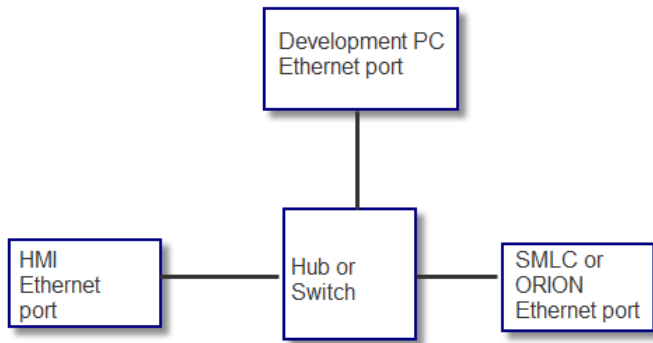 Development PC
Ethernet port
HMI
Ethernet
port
Hub or
Switch
SMLC or
ORION
Ethernet port